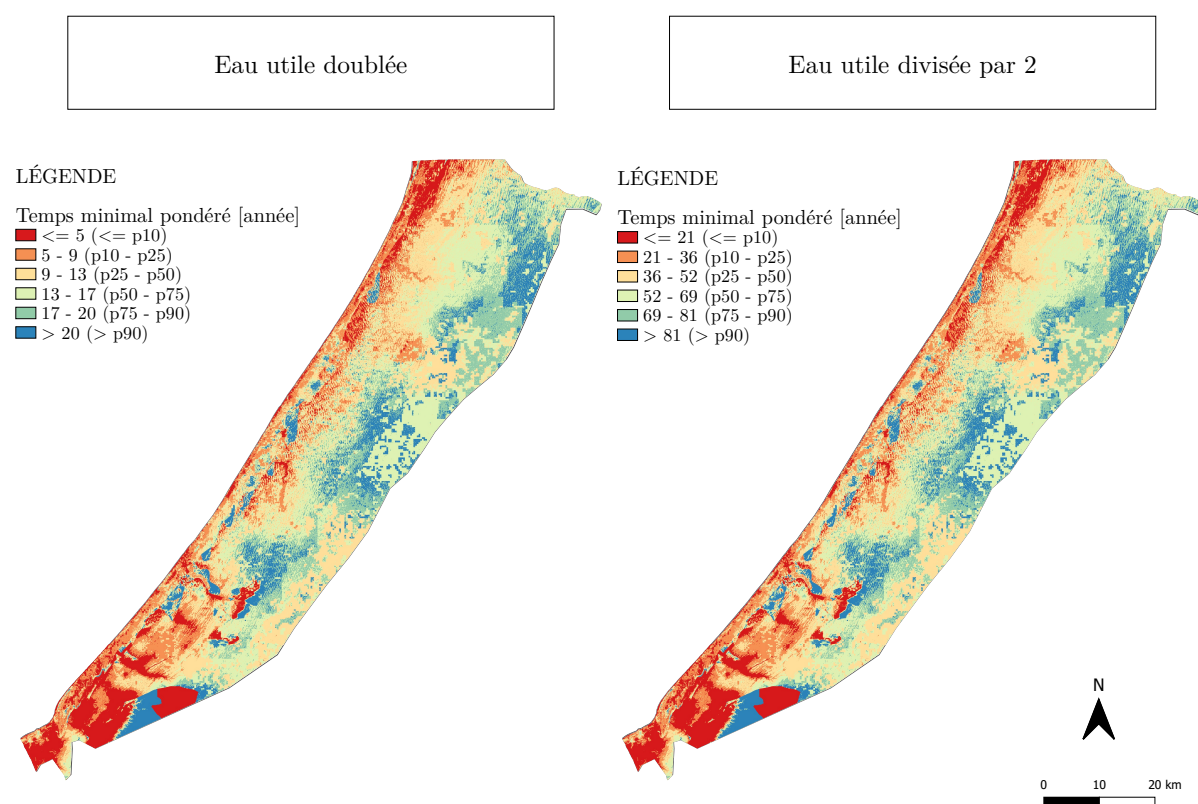 Eau utile doublée
Eau utile divisée par 2
LÉGENDE
Temps minimal pondéré [année]
<= 5 (<= p10)
5 - 9 (p10 - p25)
9 - 13 (p25 - p50)
13 - 17 (p50 - p75)
17 - 20 (p75 - p90)
> 20 (> p90)
LÉGENDE
Temps minimal pondéré [année]
<= 21 (<= p10)
21 - 36 (p10 - p25)
36 - 52 (p25 - p50)
52 - 69 (p50 - p75)
69 - 81 (p75 - p90)
> 81 (> p90)
N
0 10 20 km